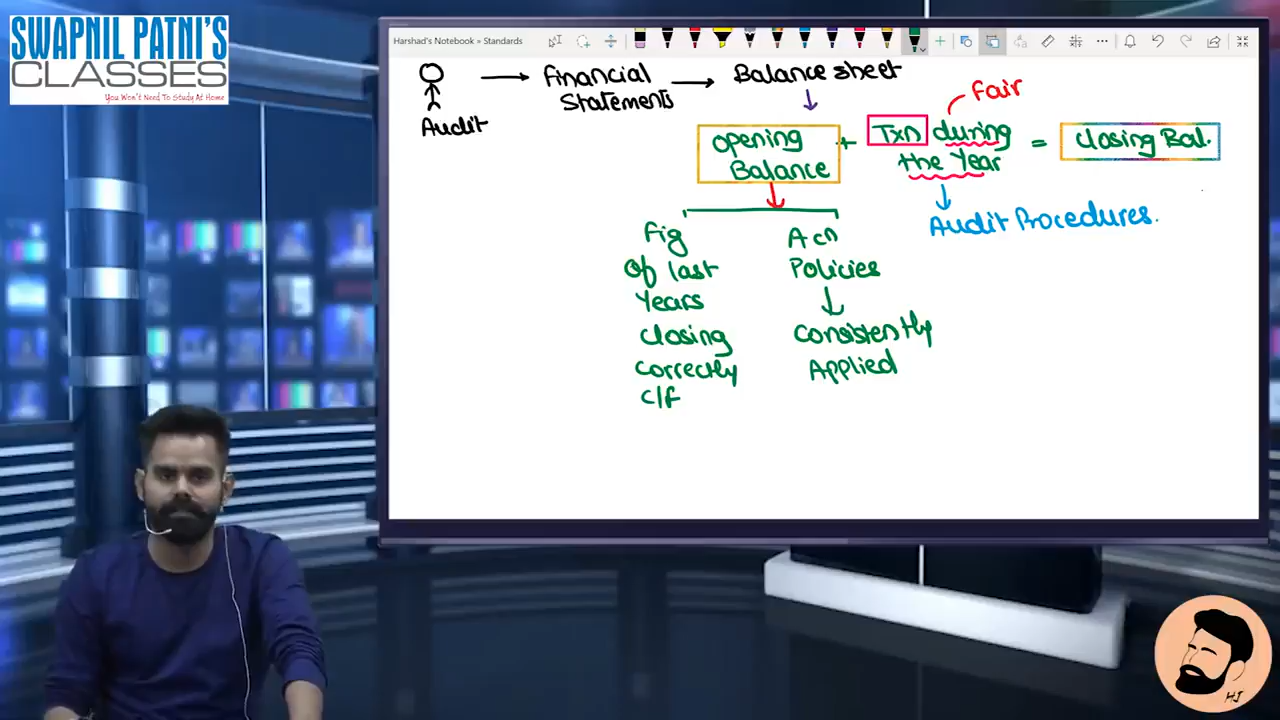 SWAPNIL PATNI'S
CLASSES
You Won't Need To Study At Home
Harshad's Notebook » Standards
Audit
Financial
Statements
Balance sheet
Fair
Opening
Balance
+
Txn during
the Year
=
Closing Bal.
Audit Procedures.
Fig
Of last
Years
Closing
Correctly
C/f
Acn
Policies
Consistently
Applied
HJ